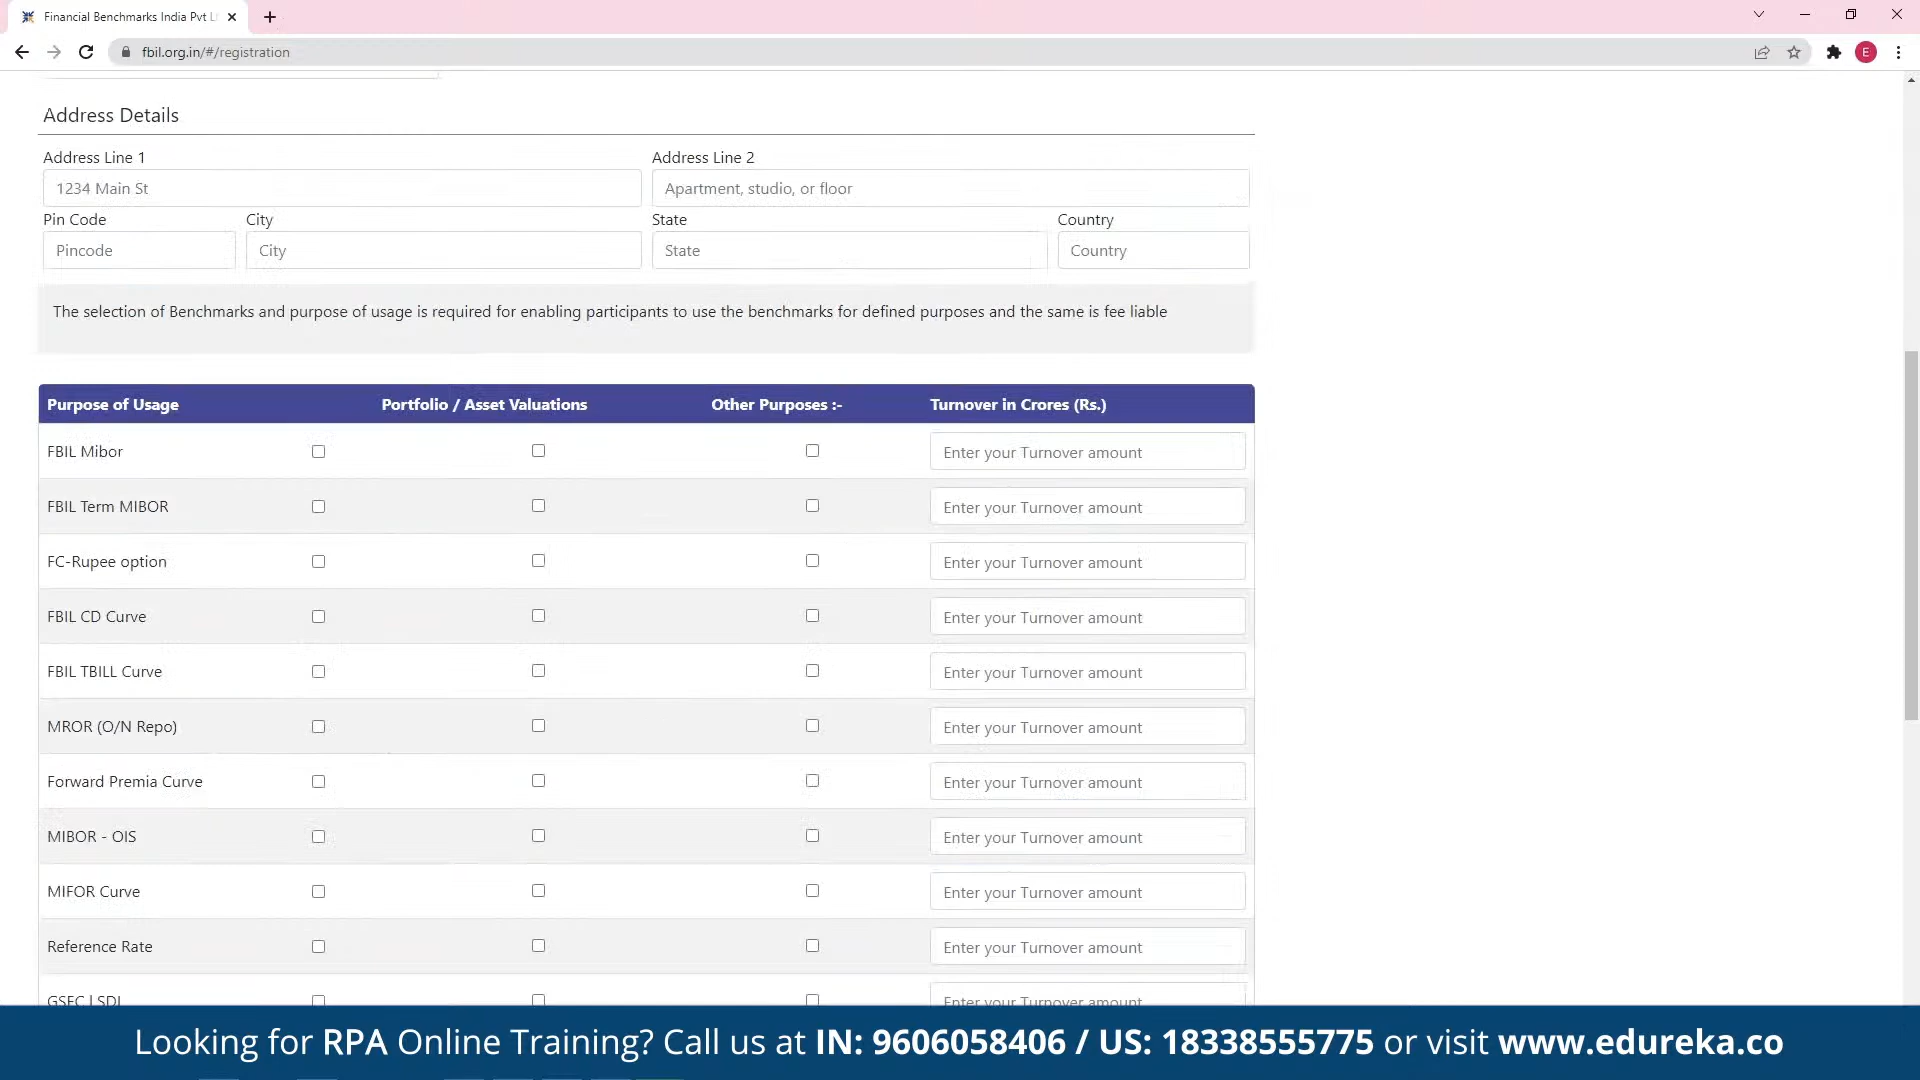 Financial Benchmarks India Pvt L
fbil.org.in/#/registration
E
Address Details
Address Line 1 Address Line 2
1234 Main St Apartment, studio, or floor
Pin Code City State Country
Pincode City State Country
The selection of Benchmarks and purpose of usage is required for enabling participants to use the benchmarks for defined purposes and the same is fee liable
Purpose of Usage Portfolio / Asset Valuations Other Purposes :- Turnover in Crores (Rs.)
FBIL Mibor Enter your Turnover amount
FBIL Term MIBOR Enter your Turnover amount
FC-Rupee option Enter your Turnover amount
FBIL CD Curve Enter your Turnover amount
FBIL TBILL Curve Enter your Turnover amount
MROR (O/N Repo) Enter your Turnover amount
Forward Premia Curve Enter your Turnover amount
MIBOR - OIS Enter your Turnover amount
MIFOR Curve Enter your Turnover amount
Reference Rate Enter your Turnover amount
GSEC | SDL Enter your Turnover amount
Looking for RPA Online Training? Call us at IN: 9606058406 / US: 18338555775 or visit www.edureka.co